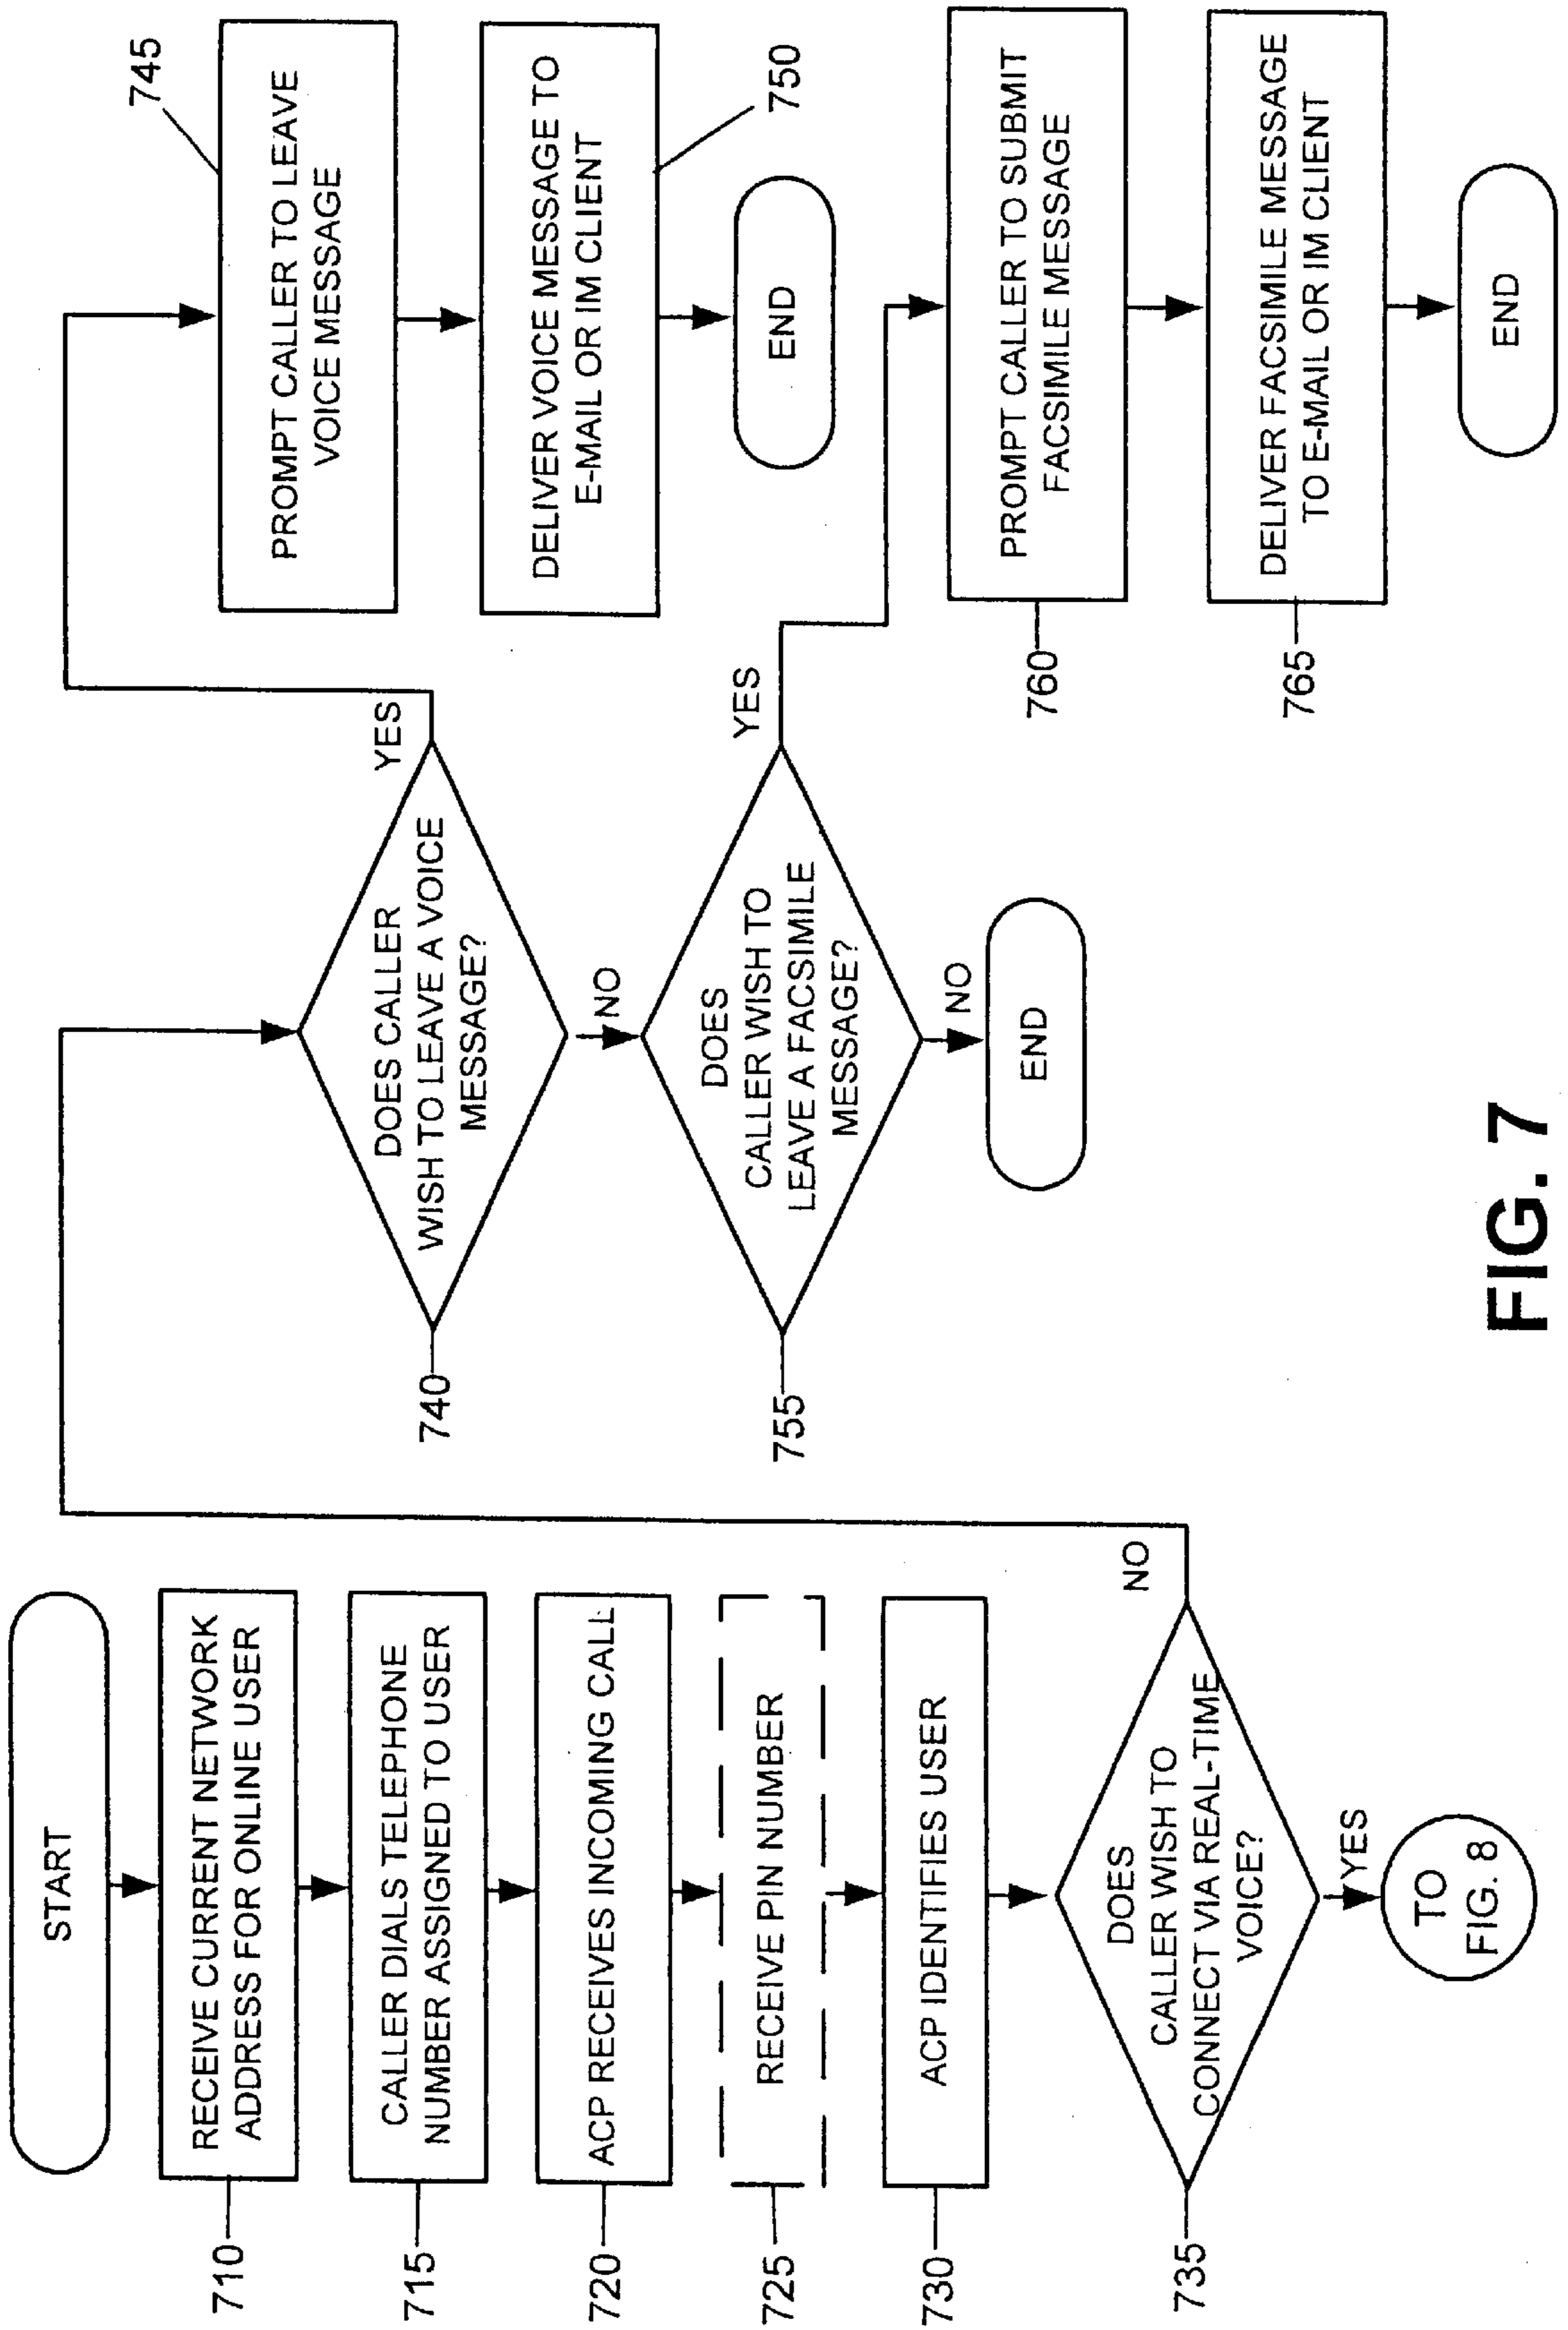 START
RECEIVE CURRENT NETWORK
ADDRESS FOR ONLINE USER
710
CALLER DIALS TELEPHONE
NUMBER ASSIGNED TO USER
715
ACP RECEIVES INCOMING CALL
720
RECEIVE PIN NUMBER
725
ACP IDENTIFIES USER
730
DOES
CALLER WISH TO
CONNECT VIA REAL-TIME
VOICE?
735
NO
YES
TO
FIG. 8
DOES CALLER
WISH TO LEAVE A VOICE
MESSAGE?
740
YES
NO
DOES
CALLER WISH TO
LEAVE A FACSIMILE
MESSAGE?
755
YES
NO
END
PROMPT CALLER TO LEAVE
VOICE MESSAGE
745
DELIVER VOICE MESSAGE TO
E-MAIL OR IM CLIENT
750
END
PROMPT CALLER TO SUBMIT
FACSIMILE MESSAGE
760
DELIVER FACSIMILE MESSAGE
TO E-MAIL OR IM CLIENT
765
END
FIG. 7